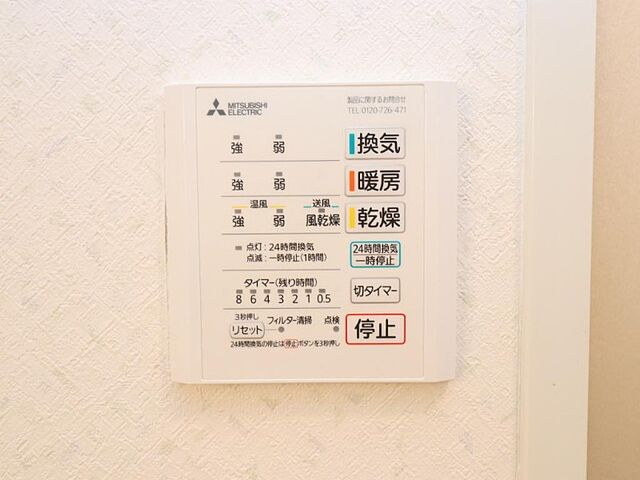 MITSUBISHI
ELECTRIC
製品に関するお問合せ
TEL 0120-726-471
強 弱 換気
強 弱 暖房
温風 送風
強 弱 風乾燥 乾燥
点灯:24時間換気
点滅:一時停止(1時間)
24時間換気
一時停止
タイマー(残り時間)
8 6 4 3 2 1 0.5
切タイマー
3秒押し
リセット フィルター清掃 点検
停止
24時間換気の停止は停止ボタンを3秒押し